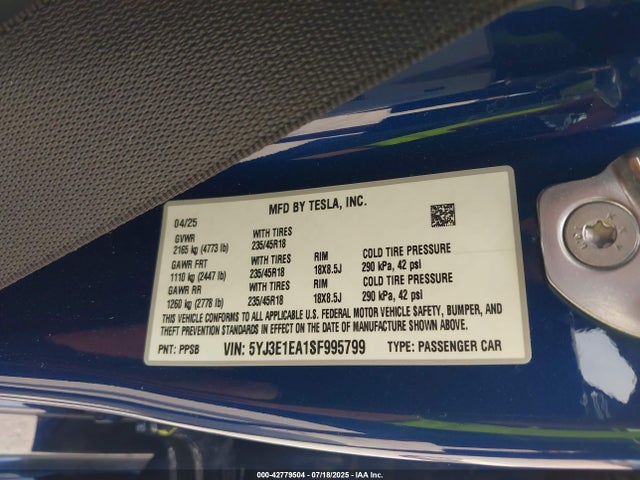 MFD BY TESLA, INC.
04/25
GVWR WITH TIRES
2165 kg (4773 lb) 235/45R18
GAWR FRT WITH TIRES RIM COLD TIRE PRESSURE
1110 kg (2447 lb) 235/45R18 18X8.5J 290 kPa, 42 psi
GAWR RR WITH TIRES RIM COLD TIRE PRESSURE
1260 kg (2778 lb) 235/45R18 18X8.5J 290 kPa, 42 psi
THIS VEHICLE CONFORMS TO ALL APPLICABLE U.S. FEDERAL MOTOR VEHICLE SAFETY, BUMPER, AND
THEFT PREVENTION STANDARDS IN EFFECT ON THE DATE OF MANUFACTURE SHOWN ABOVE.
PNT: PPSB VIN: 5YJ3E1EA1SF995799 TYPE: PASSENGER CAR
000-42779504 - 07/18/2025 - IAA Inc.